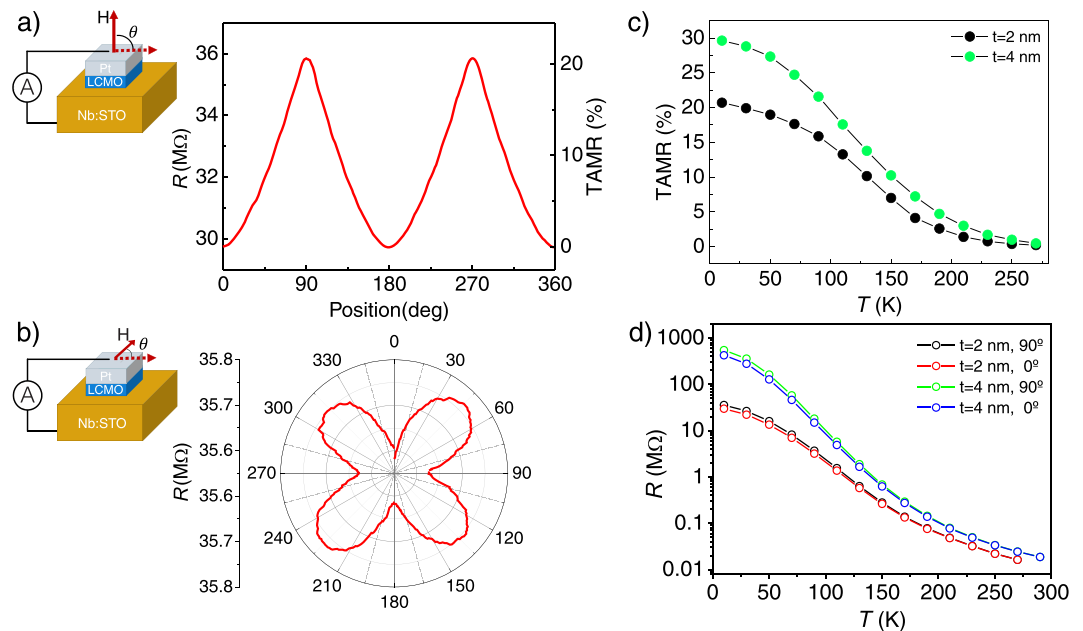 a)
H
θ
Pt
LCMO
A
Nb:STO
36
34
32
30
R (MΩ)
20
10
0
TAMR (%)
0 90 180 270 360
Position(deg)
b)
H
θ
Pt
LCMO
A
Nb:STO
35.8
35.7
35.6
35.6
35.7
35.8
R (MΩ)
0
30
60
90
120
150
180
210
240
270
300
330
c)
t=2 nm
t=4 nm
30
25
20
15
10
5
0
TAMR (%)
0 50 100 150 200 250
T (K)
d)
t=2 nm, 90º
t=2 nm, 0º
t=4 nm, 90º
t=4 nm, 0º
1000
100
10
1
0.1
0.01
R (MΩ)
0 50 100 150 200 250 300
T (K)